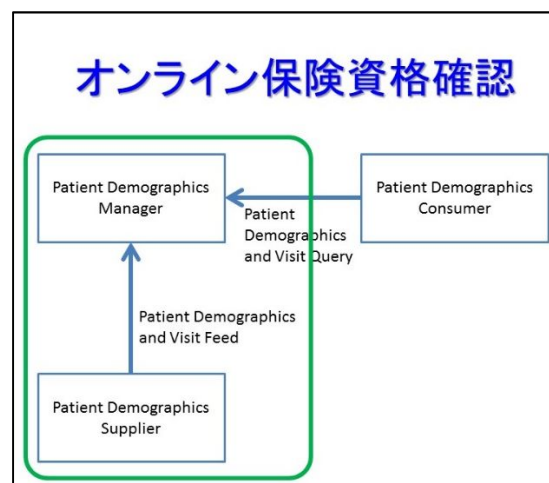 オンライン保険資格確認
Patient Demographics
Manager
Patient Demographics
Consumer
Patient
Demographics
and Visit Query
Patient Demographics
and Visit Feed
Patient Demographics
Supplier